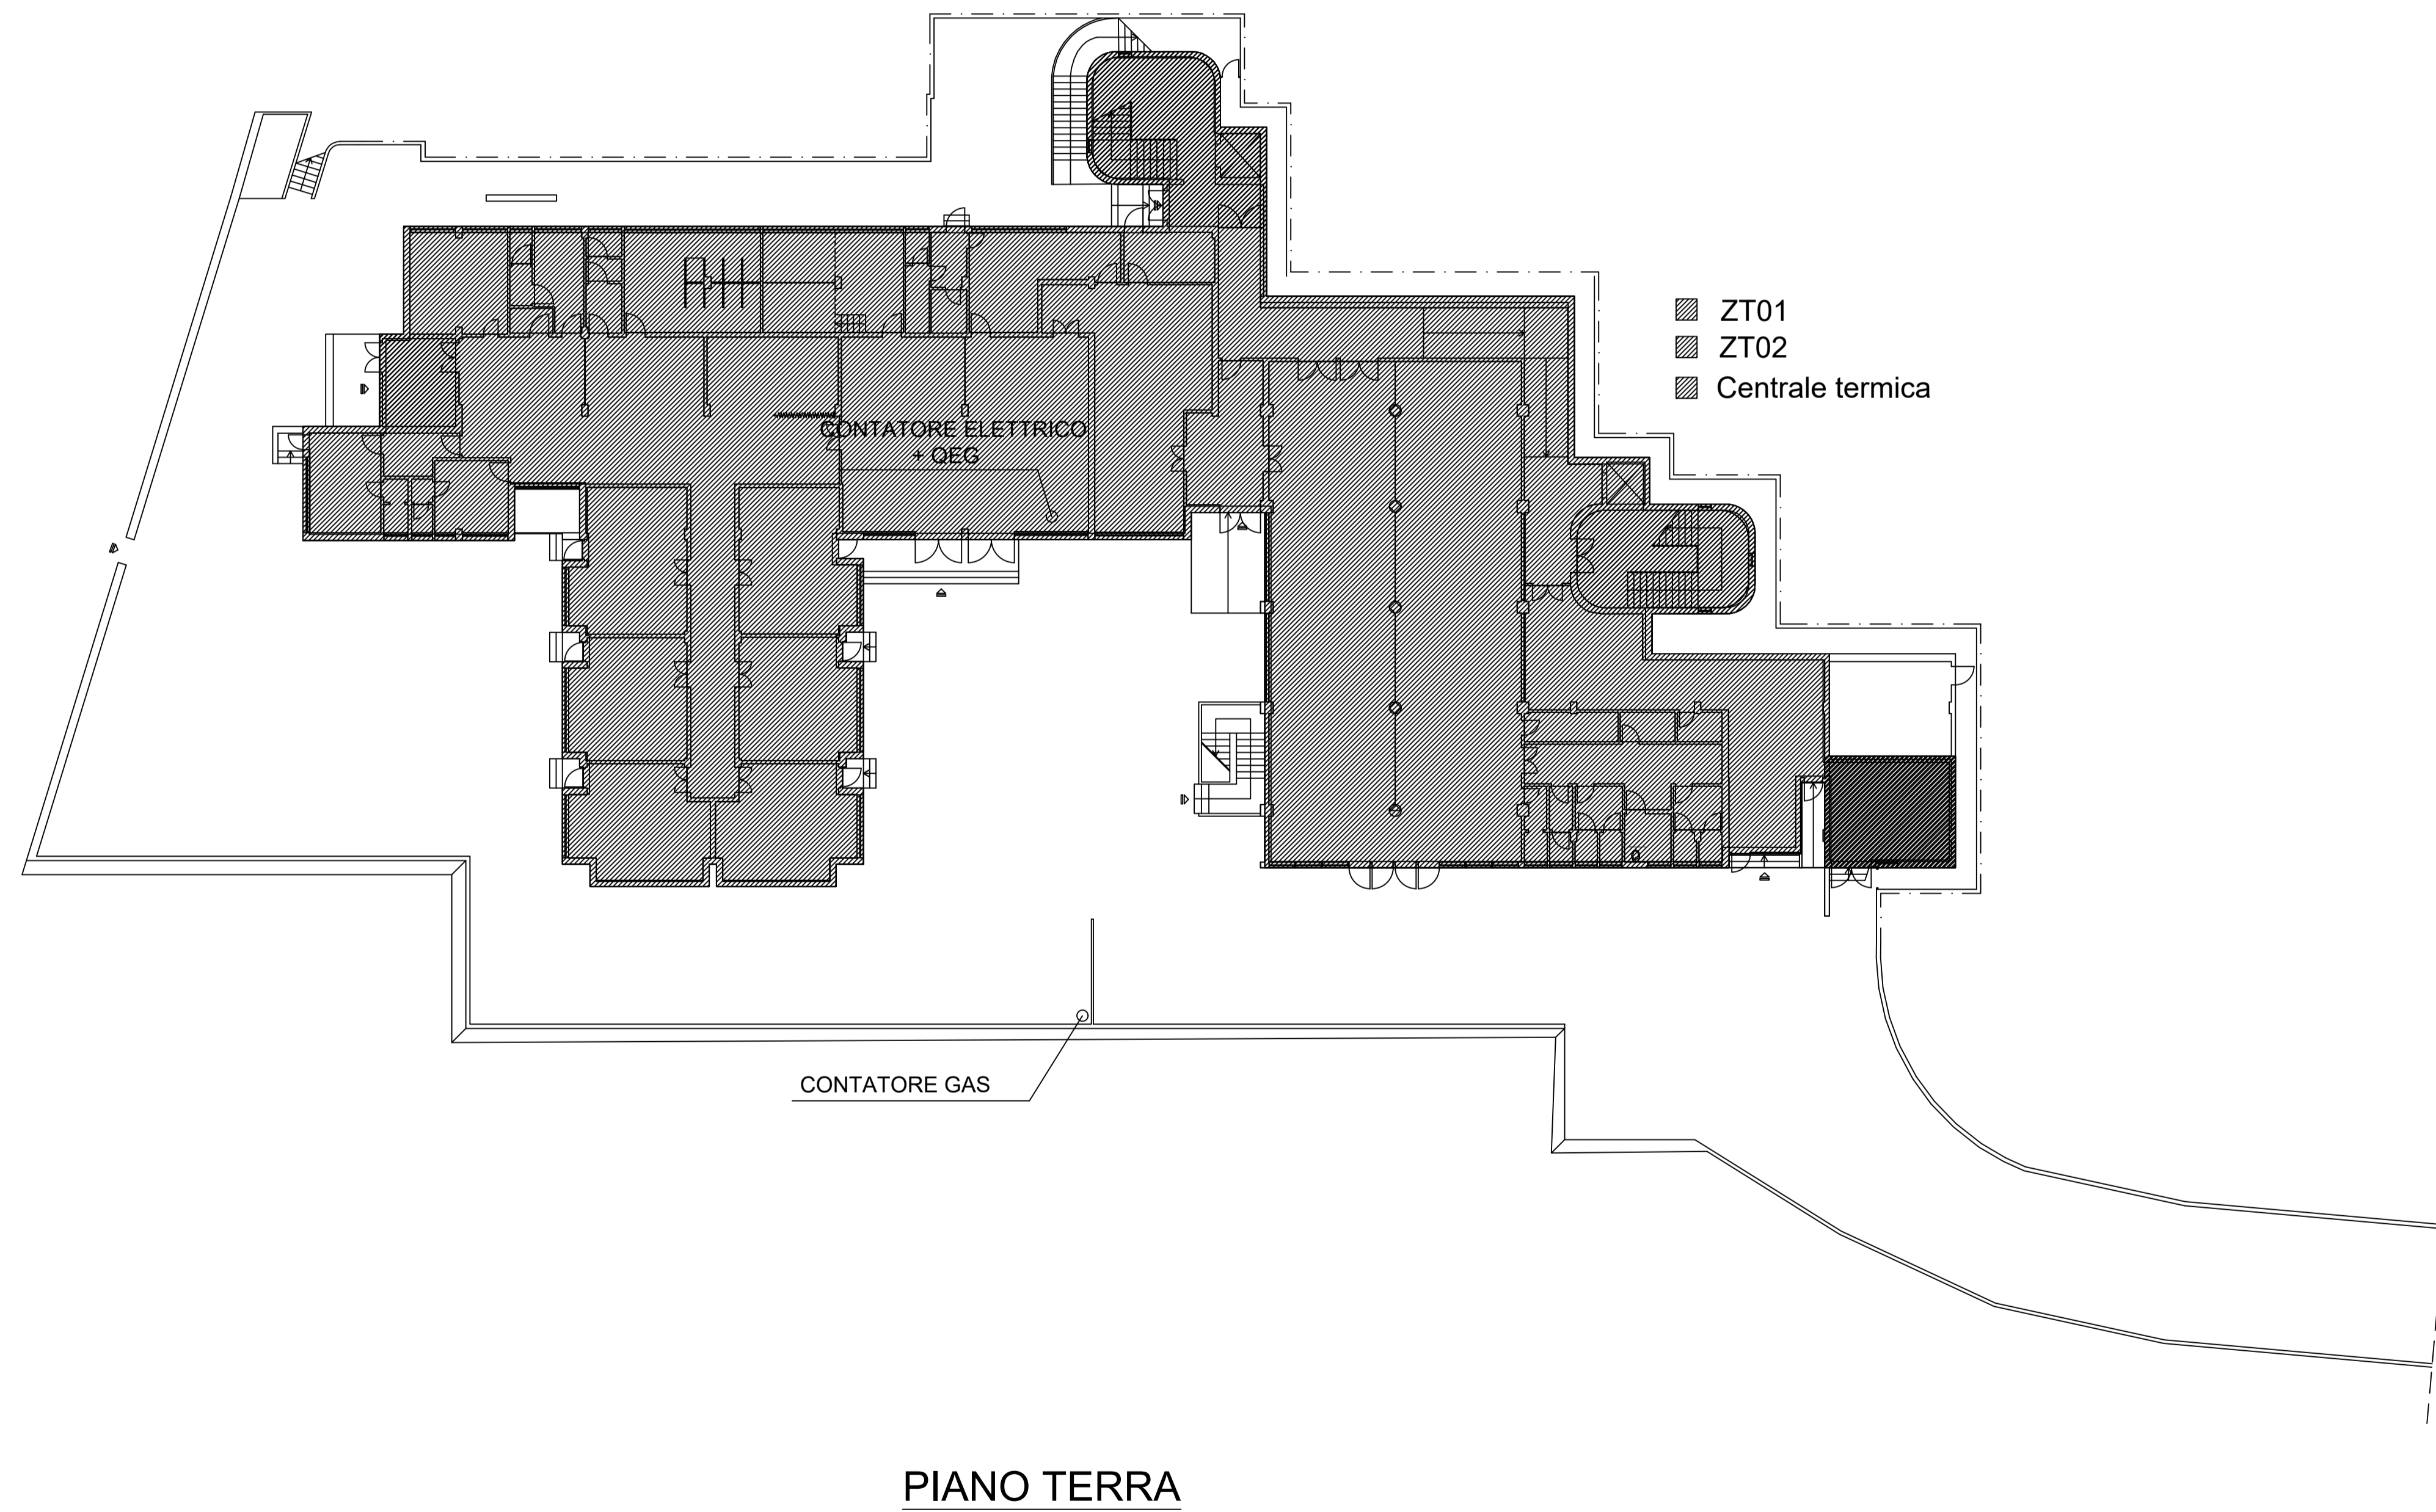 ZT01
ZT02
Centrale termica
CONTATORE ELETTRICO
+ QEG
CONTATORE GAS
PIANO TERRA